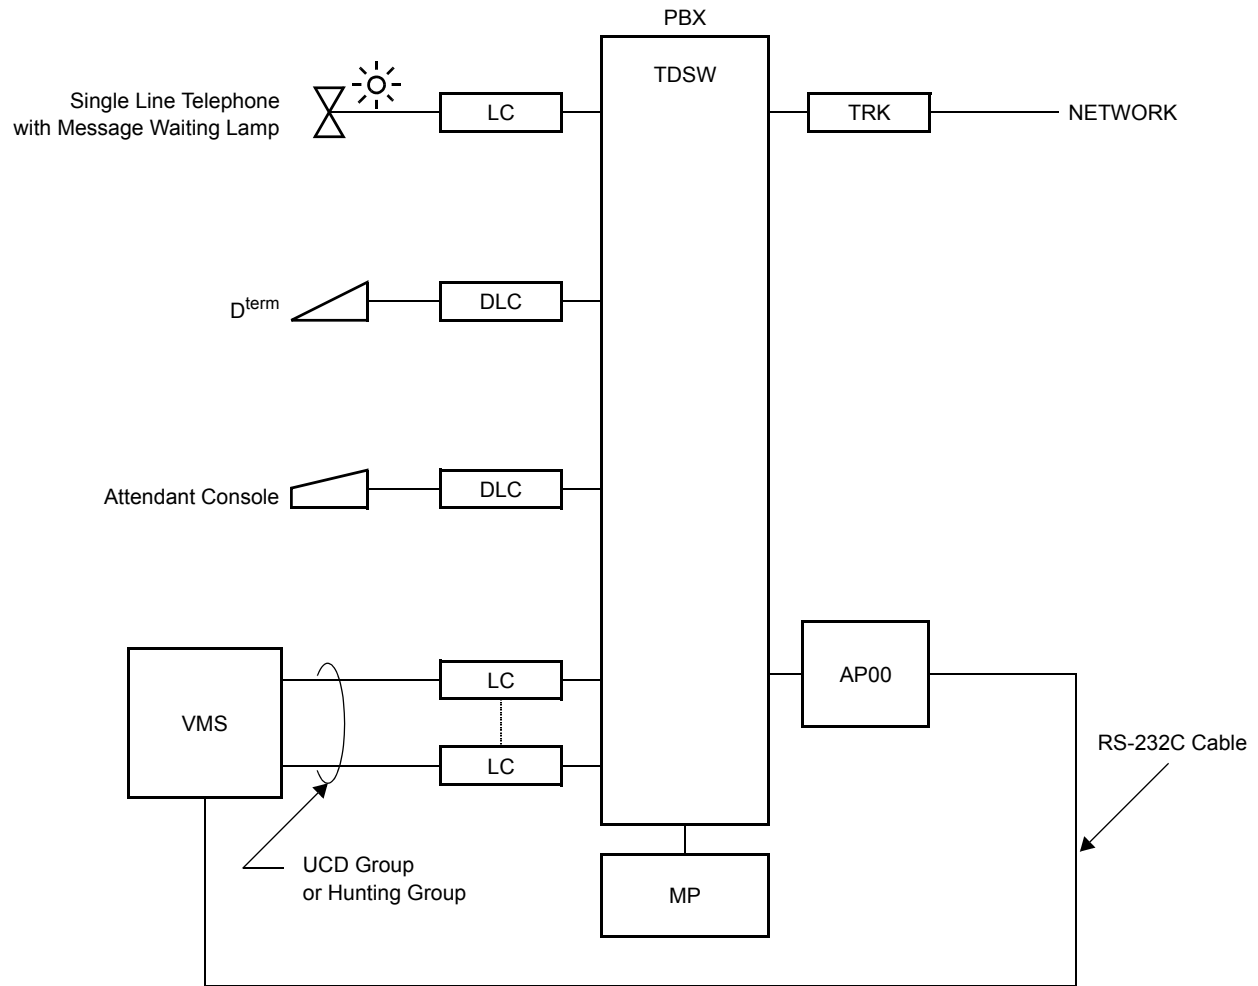 PBX
TDSW
Single Line Telephone
with Message Waiting Lamp
LC
TRK
NETWORK
Dterm
DLC
Attendant Console
DLC
VMS
LC
LC
AP00
RS-232C Cable
UCD Group
or Hunting Group
MP